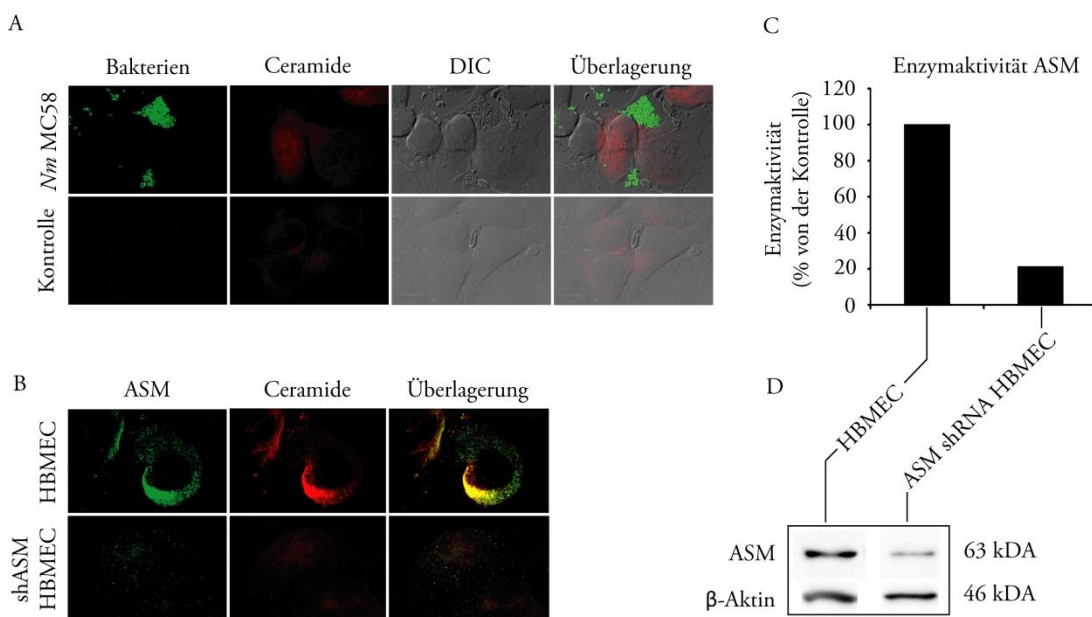 A
Bakterien
Ceramide
DIC
Überlagerung
Nm MC58
Kontrolle
B
ASM
Ceramide
Überlagerung
HBMEC
shASM
HBMEC
C
Enzymaktivität ASM
Enzymaktivität
(% von der Kontrolle)
120
100
80
60
40
20
0
HBMEC
ASM shRNA HBMEC
D
ASM
63 kDA
β-Aktin
46 kDA